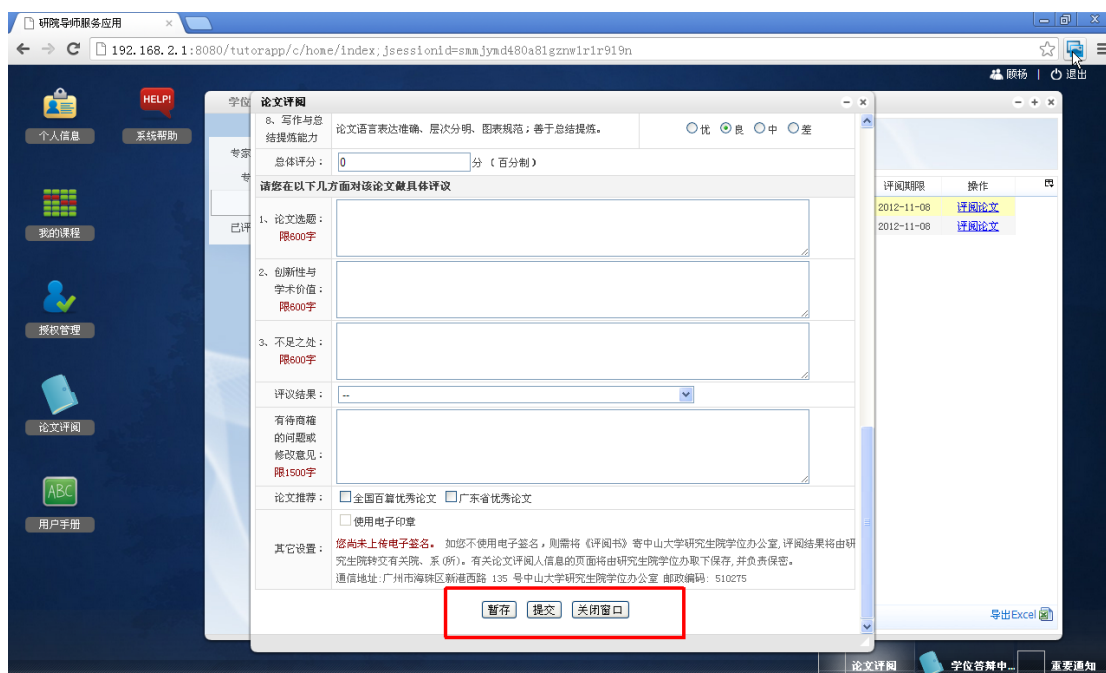 研院导师服务应用
192.168.2.1:8080/tutorapp/c/home/index;jsessionid=smmjymd480a81gznw1r1r919n
顾杨 | 退出
HELP!
个人信息
系统帮助
我的课程
授权管理
论文评阅
ABC
用户手册
学位
专家
专
已评
论文评阅
8、写作与总
结提炼能力
论文语言表达准确、层次分明、图表规范；善于总结提炼。
优 良 中 差
总体评分：
0
分 (百分制)
请您在以下几方面对该论文做具体评议
1、论文选题：
限600字
2、创新性与
学术价值：
限600字
3、不足之处：
限600字
评议结果：
--
有待商榷
的问题或
修改意见：
限1500字
论文推荐：
全国百篇优秀论文 广东省优秀论文
其它设置：
使用电子印章
您尚未上传电子签名。 如您不使用电子签名，则需将《评阅书》寄中山大学研究生院学位办公室,评阅结果将由研
究生院转交有关院、系(所)。有关论文评阅人信息的页面将由研究生院学位办取下保存,并负责保密。
通信地址:广州市海珠区新港西路 135 号中山大学研究生院学位办公室 邮政编码: 510275
暂存 提交 关闭窗口
评阅期限 操作
2012-11-08 评阅论文
2012-11-08 评阅论文
导出Excel
论文评阅 学位答辩申... 重要通知